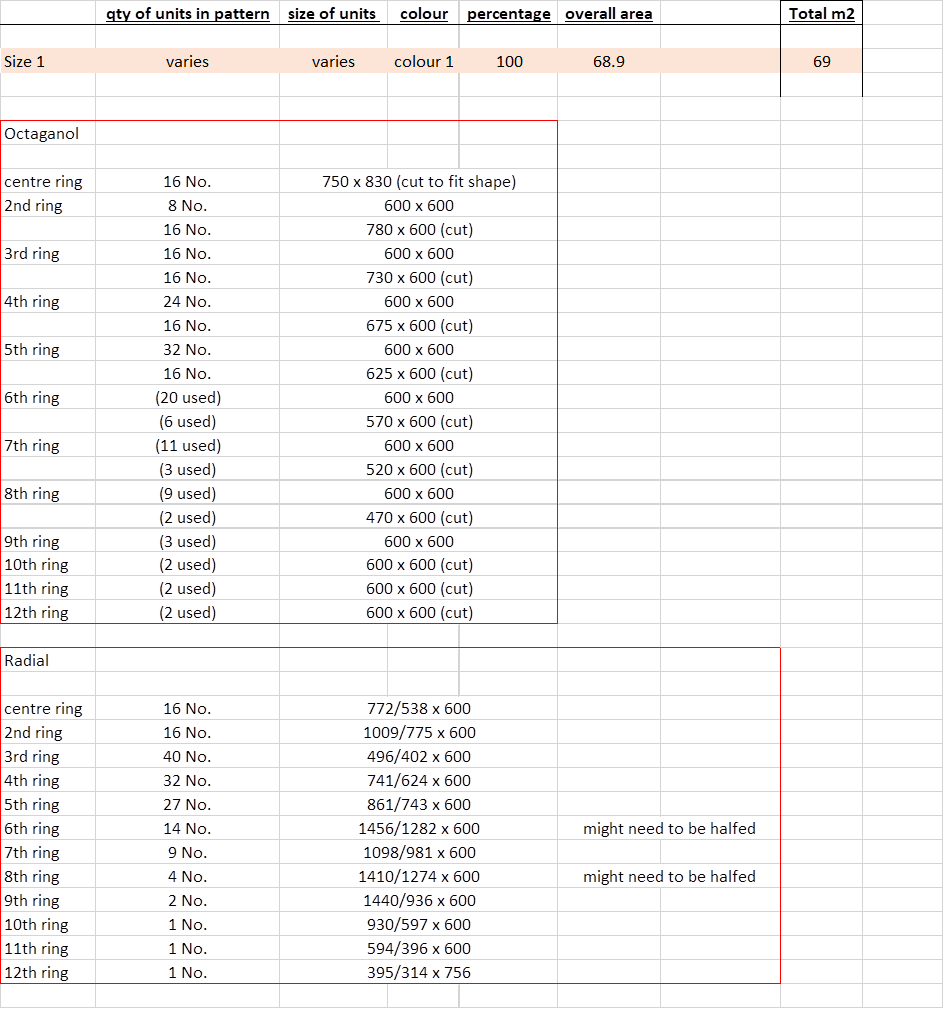 qty of units in pattern size of units colour percentage overall area Total m2
Size 1 varies varies colour 1 100 68.9 69
Octaganol
centre ring 16 No. 750 x 830 (cut to fit shape)
2nd ring 8 No. 600 x 600
16 No. 780 x 600 (cut)
3rd ring 16 No. 600 x 600
16 No. 730 x 600 (cut)
4th ring 24 No. 600 x 600
16 No. 675 x 600 (cut)
5th ring 32 No. 600 x 600
16 No. 625 x 600 (cut)
6th ring (20 used) 600 x 600
(6 used) 570 x 600 (cut)
7th ring (11 used) 600 x 600
(3 used) 520 x 600 (cut)
8th ring (9 used) 600 x 600
(2 used) 470 x 600 (cut)
9th ring (3 used) 600 x 600
10th ring (2 used) 600 x 600 (cut)
11th ring (2 used) 600 x 600 (cut)
12th ring (2 used) 600 x 600 (cut)
Radial
centre ring 16 No. 772/538 x 600
2nd ring 16 No. 1009/775 x 600
3rd ring 40 No. 496/402 x 600
4th ring 32 No. 741/624 x 600
5th ring 27 No. 861/743 x 600
6th ring 14 No. 1456/1282 x 600 might need to be halfed
7th ring 9 No. 1098/981 x 600
8th ring 4 No. 1410/1274 x 600 might need to be halfed
9th ring 2 No. 1440/936 x 600
10th ring 1 No. 930/597 x 600
11th ring 1 No. 594/396 x 600
12th ring 1 No. 395/314 x 756